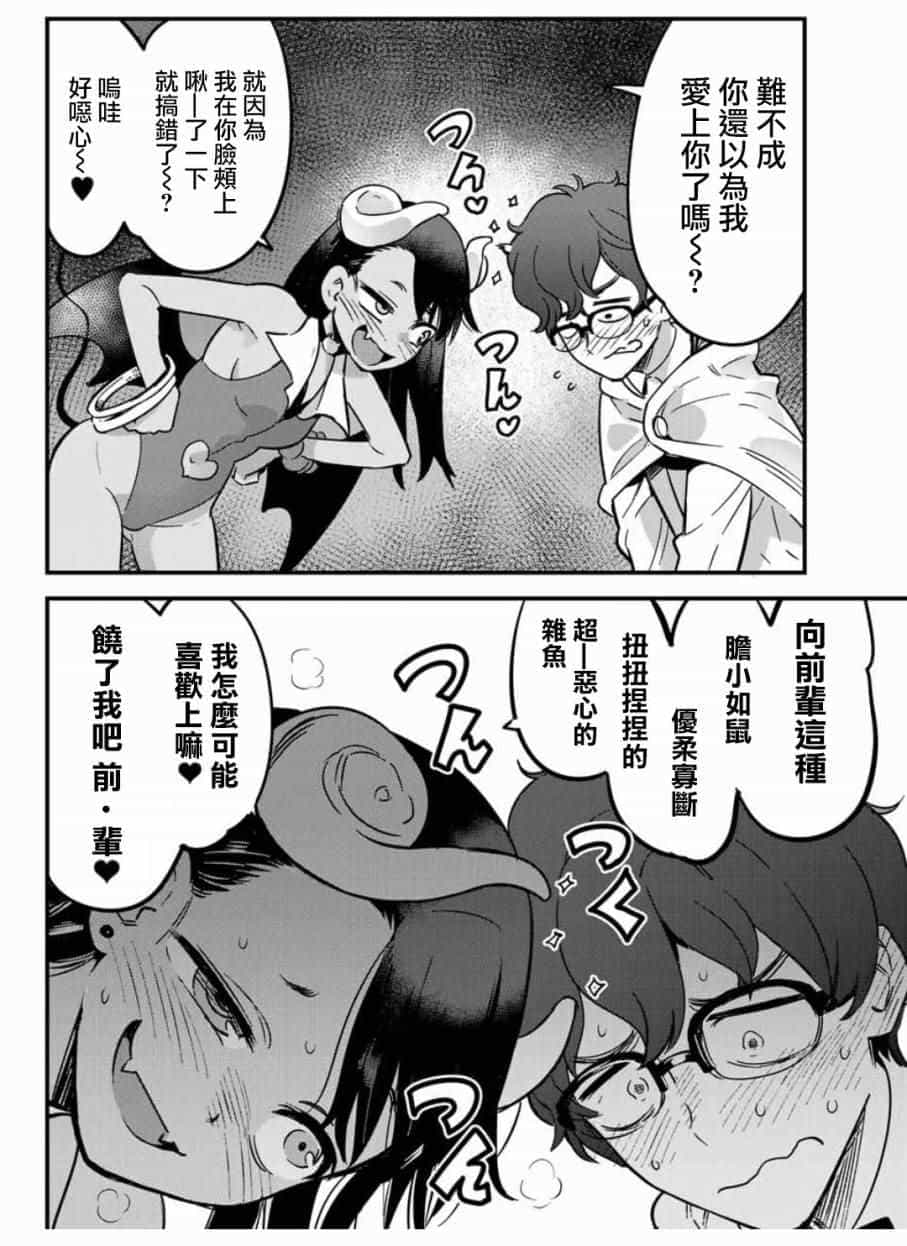 難不成
你還以為我
愛上你了嗎～?
就因為
我在你臉頰上
啾—了一下
就搞錯了～?
嗚哇
好噁心～♥
つん♡
つんっ♡
向前輩這種
膽小如鼠
優柔寡斷
扭扭捏捏的
超—惡心的
雜魚
我怎麼可能
喜歡上嘛♥
饒了我吧 前·輩♥
つん
つく
つん